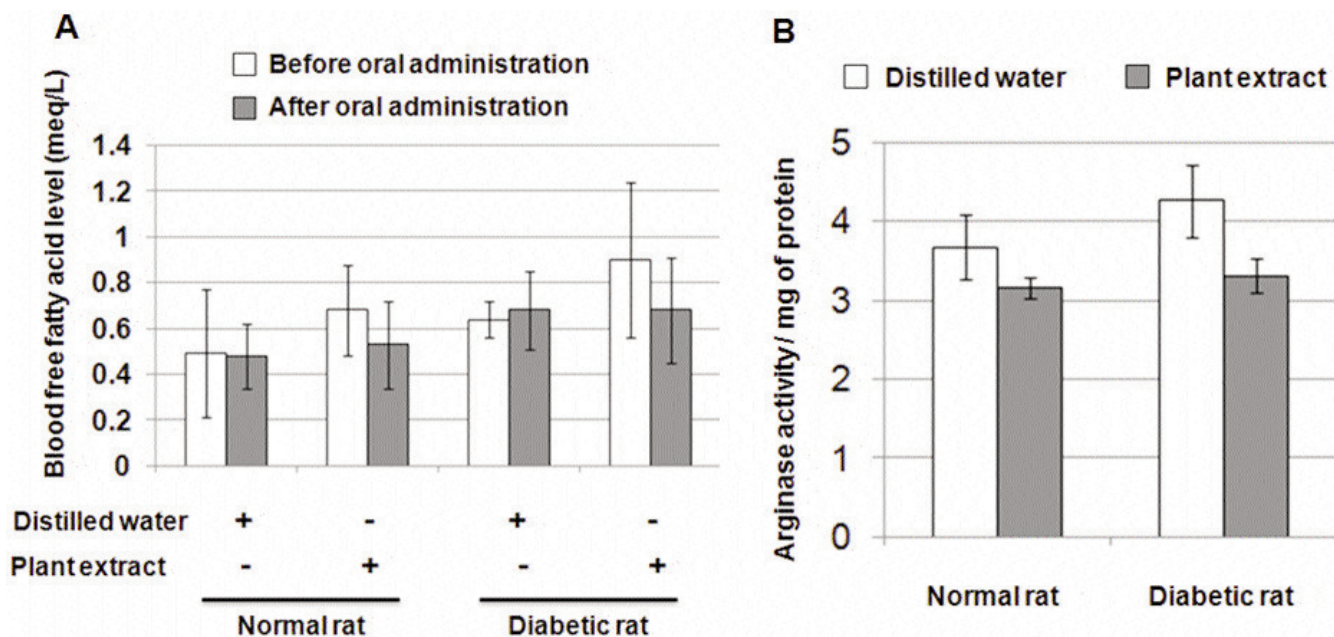 A
Before oral administration
After oral administration
Blood free fatty acid level (meq/L)
1.4
1.2
1
0.8
0.6
0.4
0.2
0
Distilled water + - + -
Plant extract - + - +
Normal rat Diabetic rat
B
Distilled water Plant extract
Arginase activity/ mg of protein
5
4
3
2
1
0
Normal rat Diabetic rat